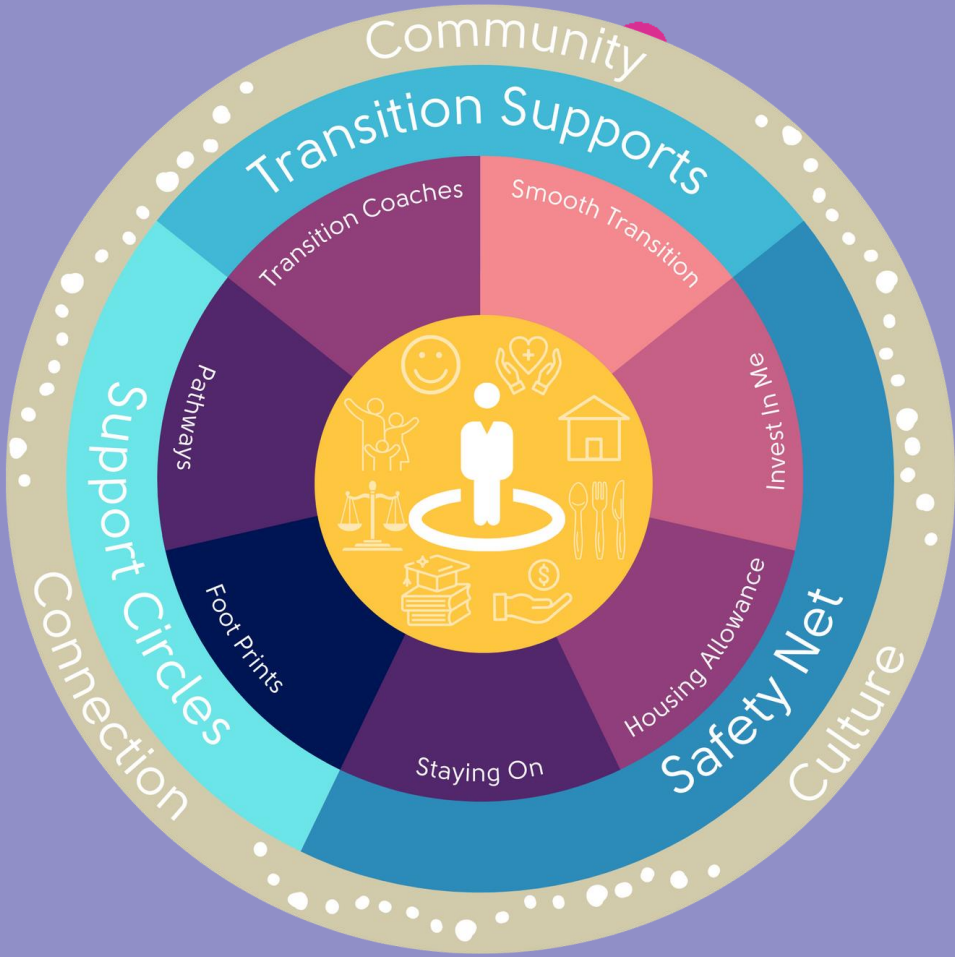 Community
Transition Supports
Transition Coaches
Smooth Transition
Invest In Me
Housing Allowance
Staying On
Foot Prints
Pathways
Support Circles
Safety Net
Connection
Culture
$